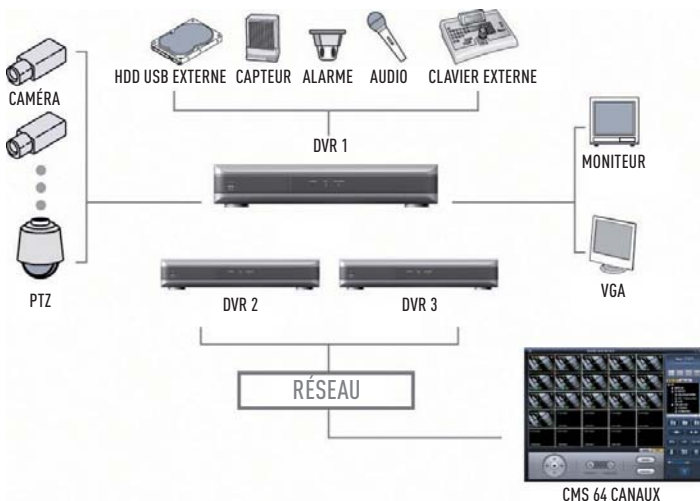 HDD USB EXTERNE CAPTEUR ALARME AUDIO CLAVIER EXTERNE
CAMÉRA
DVR 1
MONITEUR
PTZ
DVR 2
DVR 3
VGA
RÉSEAU
CMS 64 CANAUX